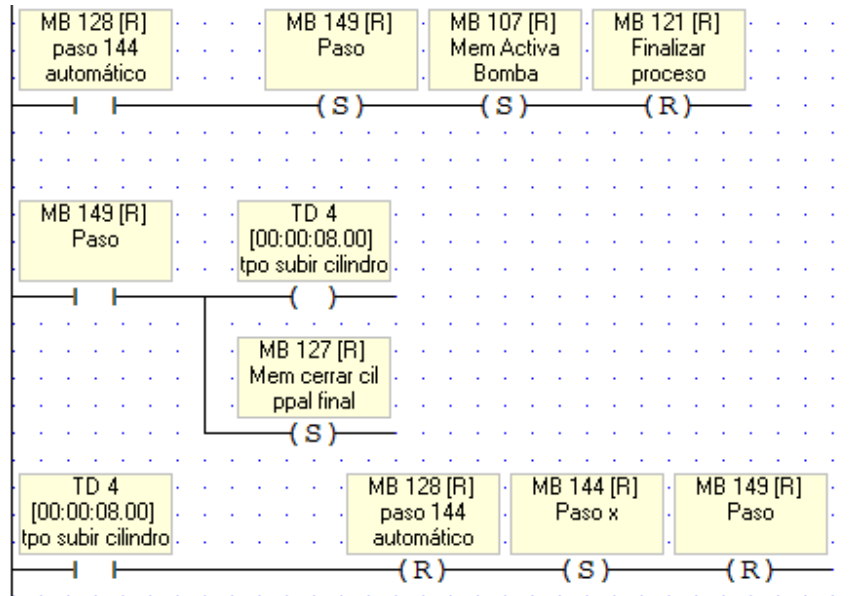 MB 128 [R] MB 149 [R] MB 107 [R] MB 121 [R]
paso 144 Paso Mem Activa Finalizar
automático Bomba proceso
(S) (S) (R)
MB 149 [R] TD 4
Paso [00:00:08.00]
tpo subir cilindro
( )
MB 127 [R]
Mem cerrar cil
ppal final
(S)
TD 4 MB 128 [R] MB 144 [R] MB 149 [R]
[00:00:08.00] paso 144 Paso x Paso
tpo subir cilindro automático
(R) (S) (R)